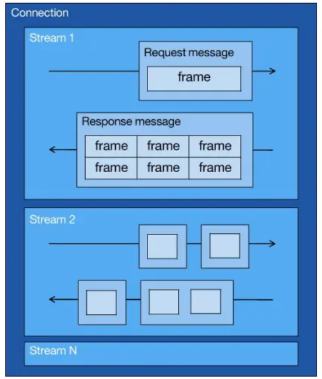 Connection
Stream 1
Request message
frame
Response message
frame frame frame
frame frame frame
Stream 2
Stream N